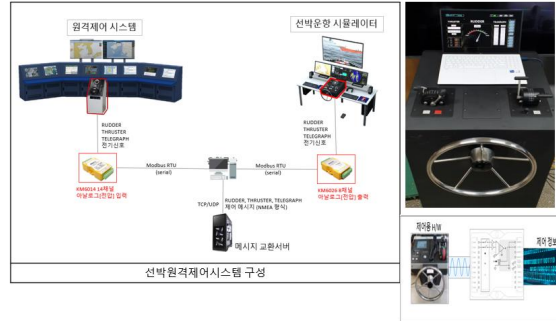 원격제어 시스템
선박운항 시뮬레이터
RUDDER
THRUSTER
TELEGRAPH
전기신호
RUDDER
THRUSTER
TELEGRAPH
전기신호
Modbus RTU
(serial)
Modbus RTU
(serial)
KM6014 14채널
아날로그(전압) 입력
KM6026 8채널
아날로그(전압) 출력
TCP/UDP
RUDDER, THRUSTER, TELEGRAPH
제어 메시지 (NMEA 형식)
메시지 교환서버
선박원격제어시스템 구성
RUDDER
제어용 H/W
제어 정보